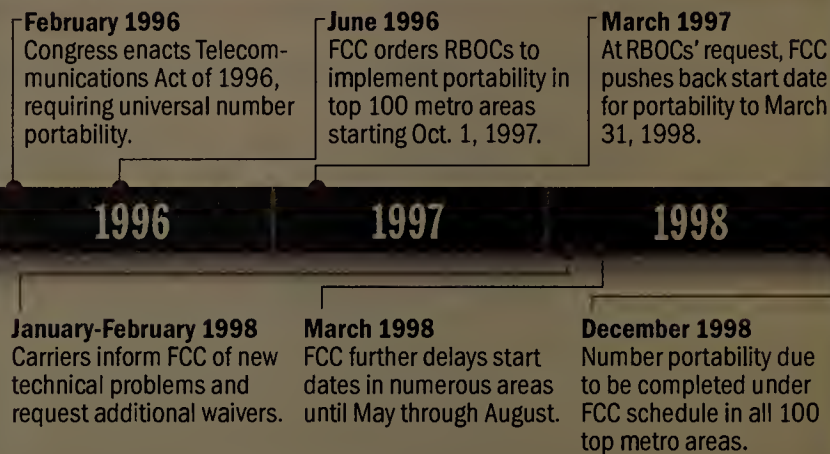 February 1996
Congress enacts Telecom-
munications Act of 1996,
requiring universal number
portability.
June 1996
FCC orders RBOCs to
implement portability in
top 100 metro areas
starting Oct. 1, 1997.
March 1997
At RBOCs' request, FCC
pushes back start date
for portability to March
31, 1998.
1996
1997
1998
January-February 1998
Carriers inform FCC of new
technical problems and
request additional waivers.
March 1998
FCC further delays start
dates in numerous areas
until May through August.
December 1998
Number portability due
to be completed under
FCC schedule in all 100
top metro areas.